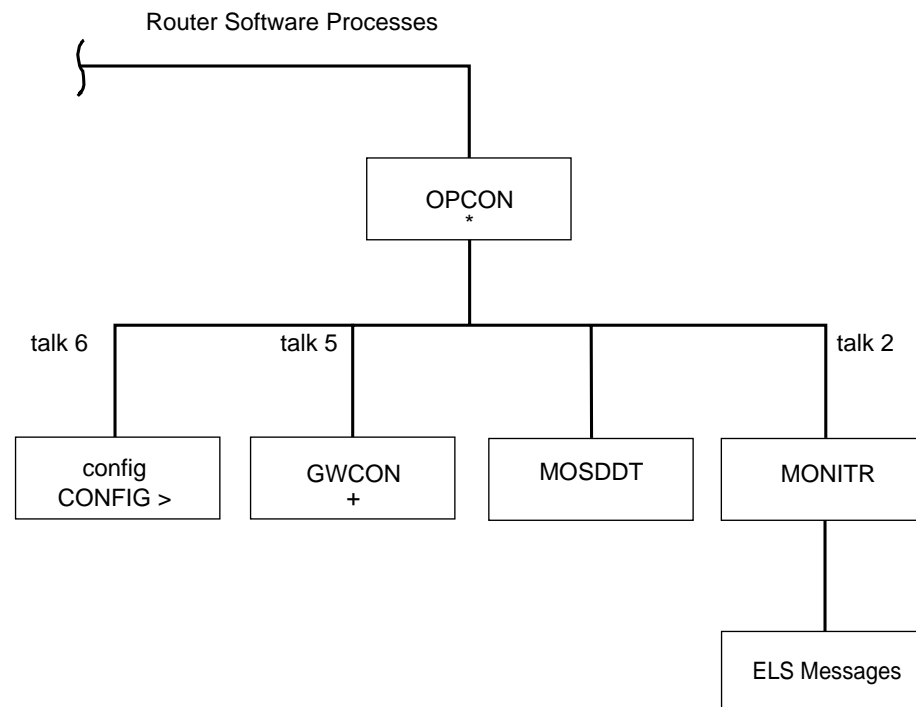 Router Software Processes
OPCON
*
talk 6
talk 5
talk 2
config
CONFIG >
GWCON
+
MOSDDT
MONITR
ELS Messages